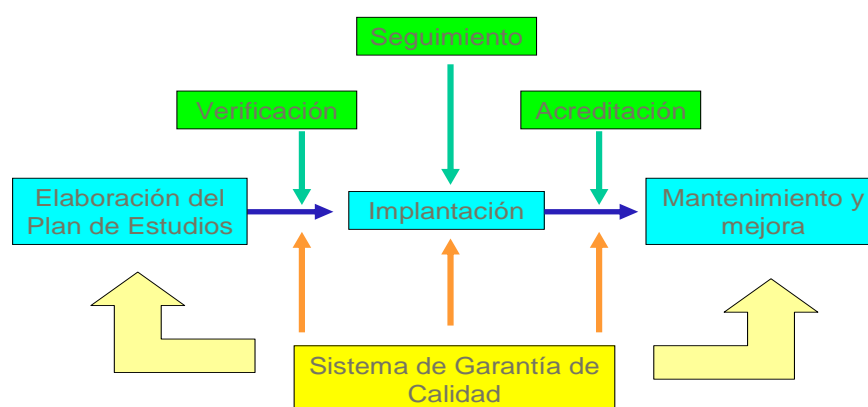 Seguimiento
Verificación
Acreditación
Elaboración del
Plan de Estudios
Implantación
Mantenimiento y
mejora
Sistema de Garantía de
Calidad